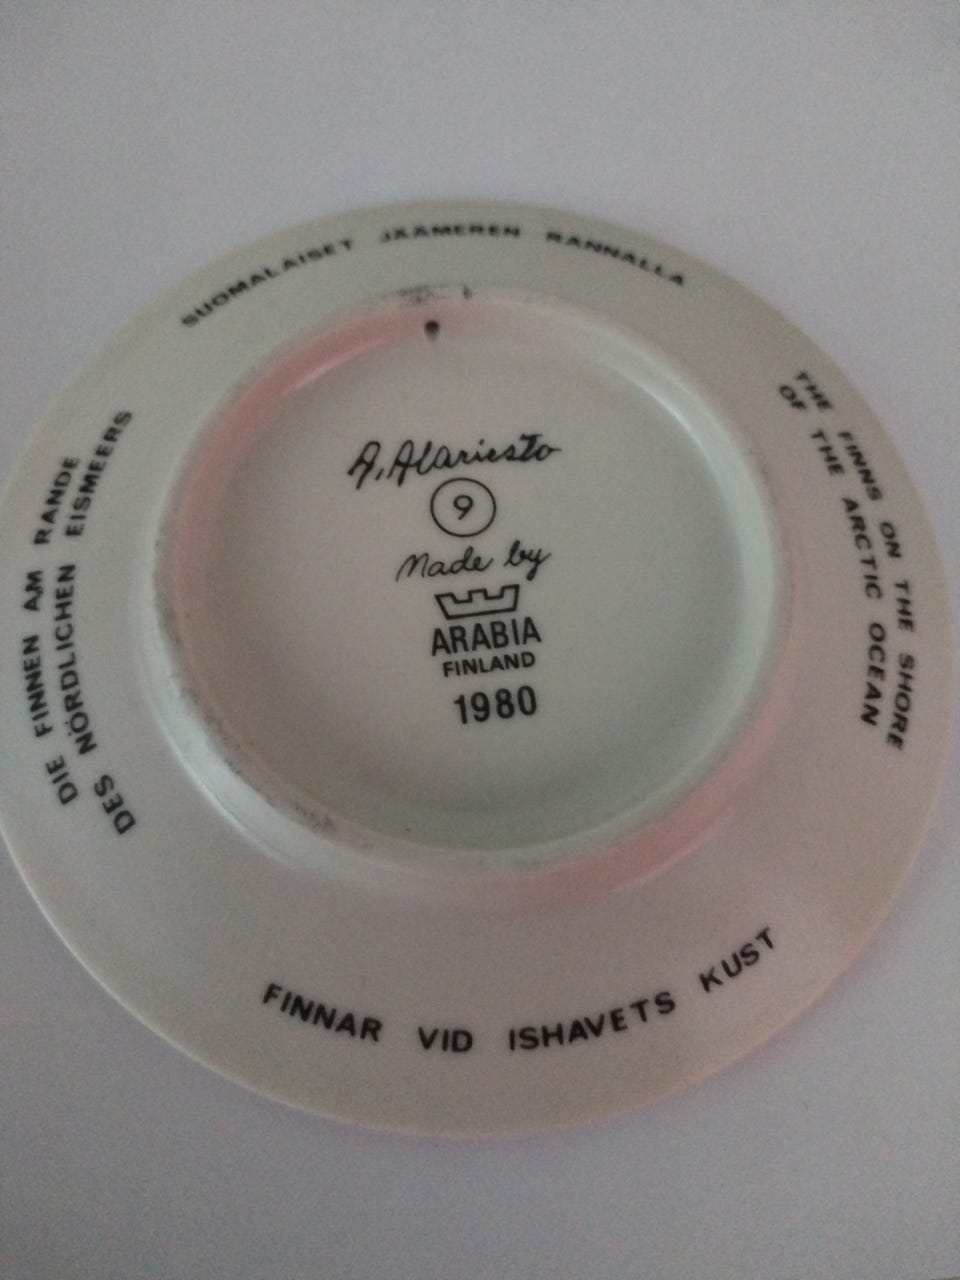 SUOMALAISET JÄÄMEREN RANNALLA
THE FINNS ON THE SHORE
OF THE ARCTIC OCEAN
A. Alariesto
9
Made by
ARABIA
FINLAND
1980
DIE FINNEN AM RANDE
DES NÖRDLICHEN EISMEERS
FINNAR VID ISHAVETS KUST